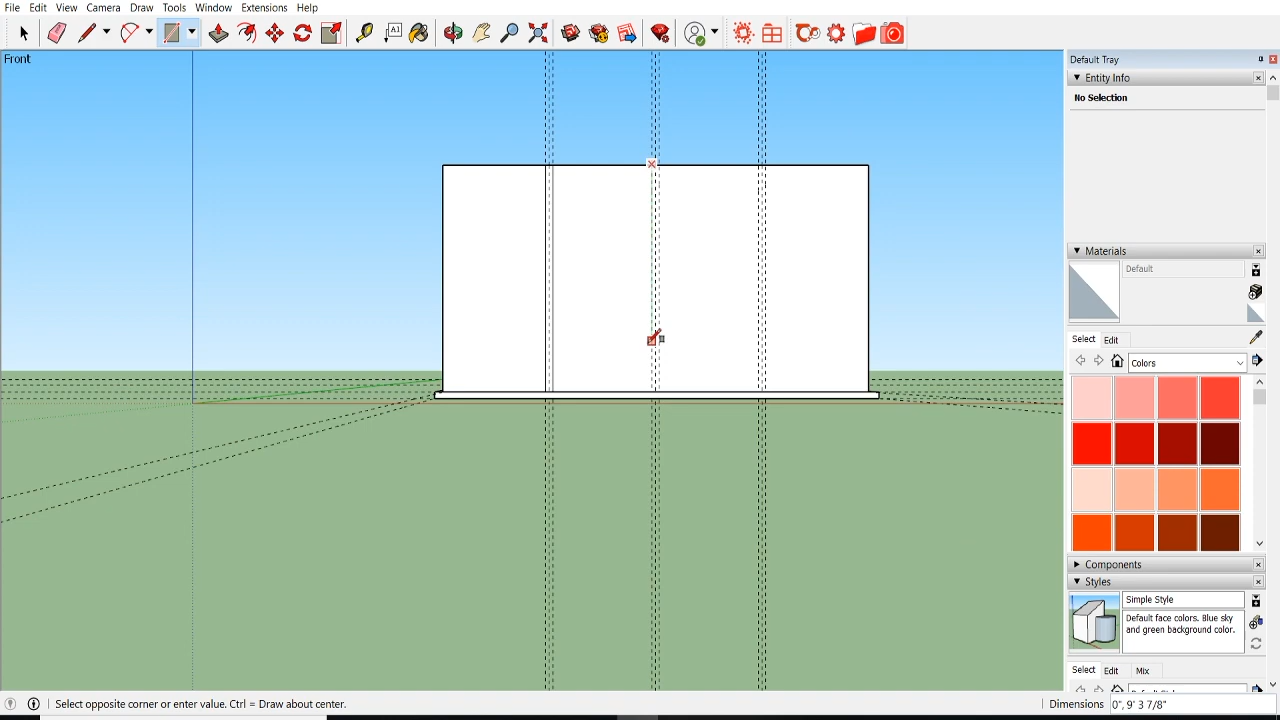 File Edit View Camera Draw Tools Window Extensions Help
A1
Front
Default Tray
Entity Info
No Selection
Materials
Default
Select Edit
Colors
Components
Styles
Simple Style
Default face colors. Blue sky
and green background color.
Select Edit Mix
Select opposite corner or enter value. Ctrl = Draw about center.
Dimensions 0", 9' 3 7/8"